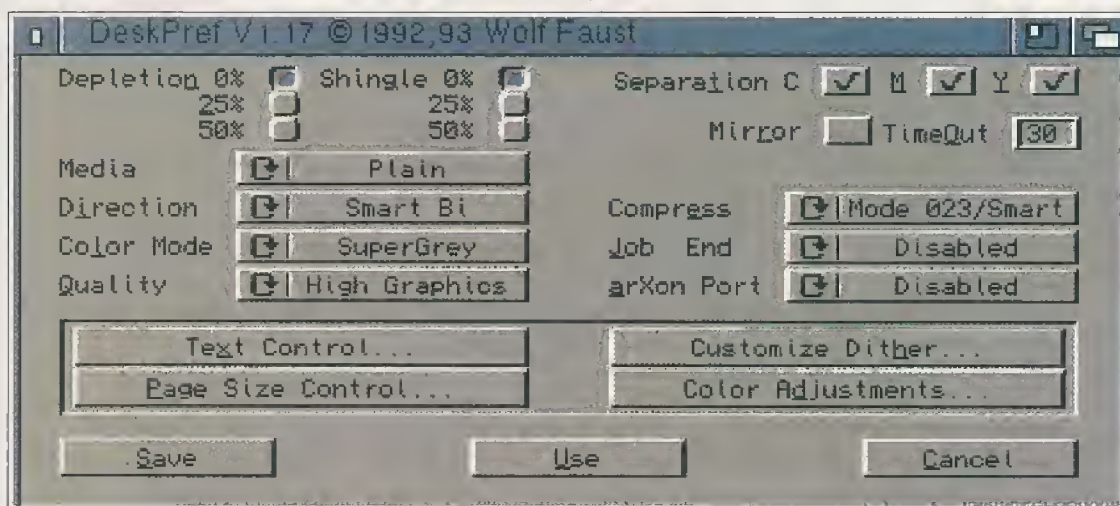 DeskPref V1.17 © 1992,93 Wolf Faust
Depletion 0% Shingle 0% Separation C M Y
25% 25%
50% 50% Mirror TimeOut 30
Media Plain
Direction Smart Bi Compress Mode 023/Smart
Color Mode SuperGrey Job End Disabled
Quality High Graphics arXon Port Disabled
Text Control... Customize Dither...
Page Size Control... Color Adjustments...
Save Use Cancel